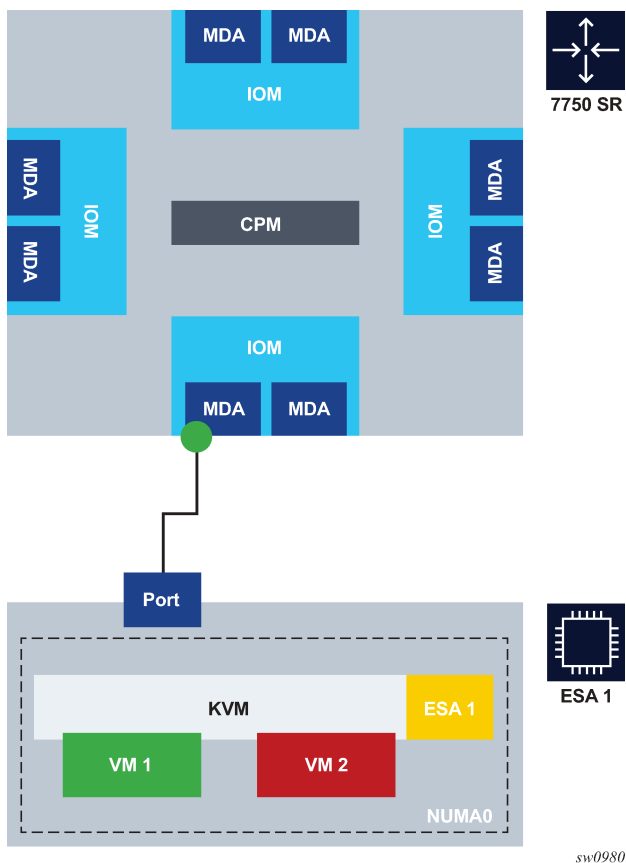 MDA MDA
IOM
7750 SR
MDA
MDA
IOM
CPM
IOM
MDA
MDA
IOM
MDA MDA
Port
KVM
ESA 1
VM 1
VM 2
NUMA0
ESA 1
sw0980